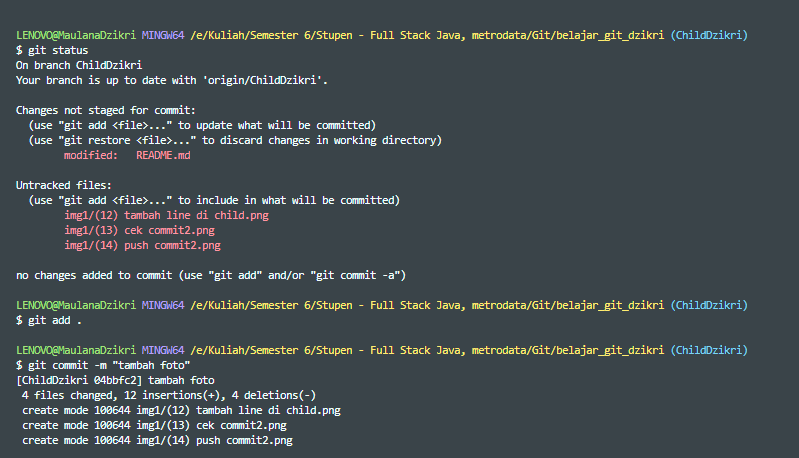 LENOVO@MaulanaDzikri MINGW64 /e/Kuliah/Semester 6/Stupen - Full Stack Java, metrodata/Git/belajar_git_dzikri (ChildDzikri)
$ git status
On branch ChildDzikri
Your branch is up to date with 'origin/ChildDzikri'.
Changes not staged for commit:
(use "git add <file>..." to update what will be committed)
(use "git restore <file>..." to discard changes in working directory)
modified:   README.md
Untracked files:
(use "git add <file>..." to include in what will be committed)
img1/(12) tambah line di child.png
img1/(13) cek commit2.png
img1/(14) push commit2.png
no changes added to commit (use "git add" and/or "git commit -a")
LENOVO@MaulanaDzikri MINGW64 /e/Kuliah/Semester 6/Stupen - Full Stack Java, metrodata/Git/belajar_git_dzikri (ChildDzikri)
$ git add .
LENOVO@MaulanaDzikri MINGW64 /e/Kuliah/Semester 6/Stupen - Full Stack Java, metrodata/Git/belajar_git_dzikri (ChildDzikri)
$ git commit -m "tambah foto"
[ChildDzikri 04bbfc2] tambah foto
4 files changed, 12 insertions(+), 4 deletions(-)
create mode 100644 img1/(12) tambah line di child.png
create mode 100644 img1/(13) cek commit2.png
create mode 100644 img1/(14) push commit2.png